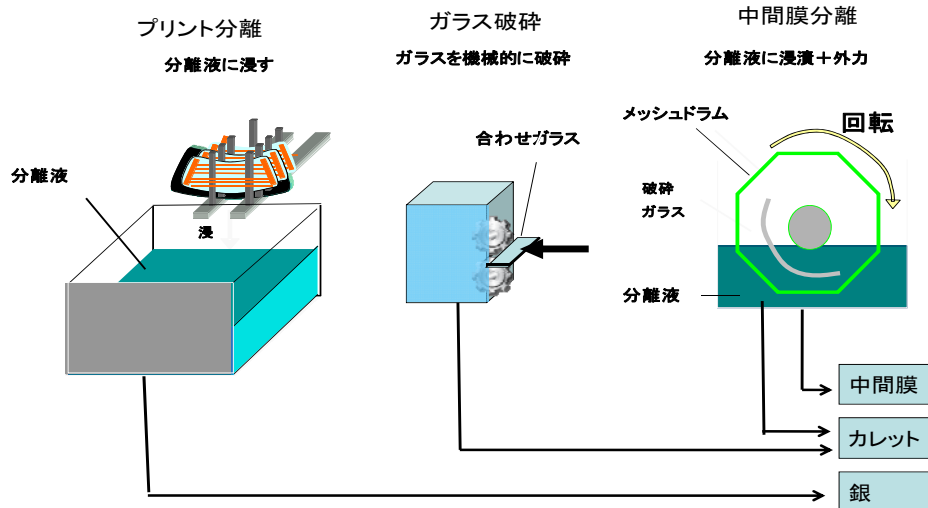 プリント分離
分離液に浸す
分離液
浸
ガラス破砕
ガラスを機械的に破砕
合わせガラス
中間膜分離
分離液に浸漬+外力
メッシュドラム
回転
破砕
ガラス
分離液
中間膜
カレット
銀